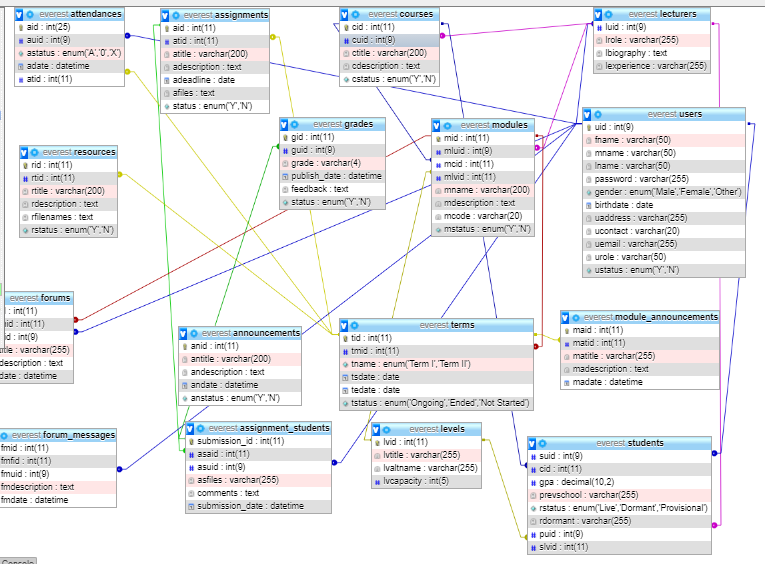 everest attendances
aid : int(25)
auid : int(9)
astatus : enum('A','0','X')
adate : datetime
atid : int(11)
everest assignments
aid : int(11)
atid : int(11)
atitle : varchar(200)
adescription : text
adeadline : date
afiles : text
status : enum('Y','N')
everest courses
cid : int(11)
cuid : int(9)
ctitle : varchar(200)
cdescription : text
cstatus : enum('Y','N')
everest lecturers
luid : int(9)
lrole : varchar(255)
lbiography : text
lexperience : varchar(255)
everest grades
gid : int(11)
guid : int(9)
grade : varchar(4)
publish_date : datetime
feedback : text
status : enum('Y','N')
everest modules
mid : int(11)
mluid : int(9)
mcid : int(11)
mlvid : int(11)
mname : varchar(200)
mdescription : text
mcode : varchar(20)
mstatus : enum('Y','N')
everest users
uid : int(9)
fname : varchar(50)
mname : varchar(50)
lname : varchar(50)
password : varchar(255)
gender : enum('Male','Female','Other')
birthdate : date
uaddress : varchar(255)
ucontact : varchar(20)
uemail : varchar(255)
urole : varchar(50)
ustatus : enum('Y','N')
everest resources
rid : int(11)
rtid : int(11)
rtitle : varchar(200)
rdescription : text
rfilenames : text
rstatus : enum('Y','N')
everest forums
: int(11)
id : int(11)
id : int(9)
title : varchar(255)
description : text
date : datetime
everest announcements
anid : int(11)
antitle : varchar(200)
andescription : text
andate : datetime
anstatus : enum('Y','N')
everest terms
tid : int(11)
tmid : int(11)
tname : enum('Term I','Term II')
tsdate : date
tedate : date
tstatus : enum('Ongoing','Ended','Not Started')
everest module_announcements
maid : int(11)
matid : int(11)
matitle : varchar(255)
madescription : text
madate : datetime
everest forum_messages
fmid : int(11)
fmfid : int(11)
fmuid : int(9)
fmdescription : text
fmdate : datetime
everest assignment_students
submission_id : int(11)
asaid : int(11)
asuid : int(9)
asfiles : varchar(255)
comments : text
submission_date : datetime
everest levels
lvid : int(11)
lvtitle : varchar(255)
lvaltname : varchar(255)
lvcapacity : int(5)
everest students
suid : int(9)
cid : int(11)
gpa : decimal(10,2)
prevschool : varchar(255)
rstatus : enum('Live','Dormant','Provisional')
rdormant : varchar(255)
puid : int(9)
slvid : int(11)
Console